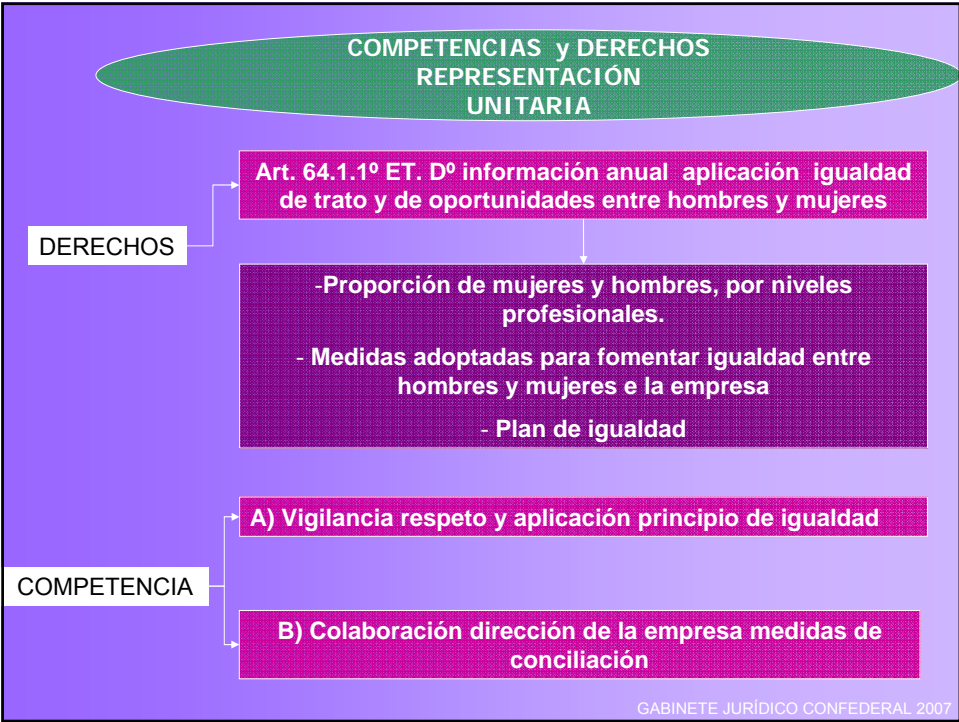 COMPETENCIAS y DERECHOS
REPRESENTACIÓN
UNITARIA
Art. 64.1.1º ET. Dº información anual aplicación igualdad
de trato y de oportunidades entre hombres y mujeres
DERECHOS
-Proporción de mujeres y hombres, por niveles
profesionales.
- Medidas adoptadas para fomentar igualdad entre
hombres y mujeres e la empresa
- Plan de igualdad
A) Vigilancia respeto y aplicación principio de igualdad
COMPETENCIA
B) Colaboración dirección de la empresa medidas de
conciliación
GABINETE JURÍDICO CONFEDERAL 2007